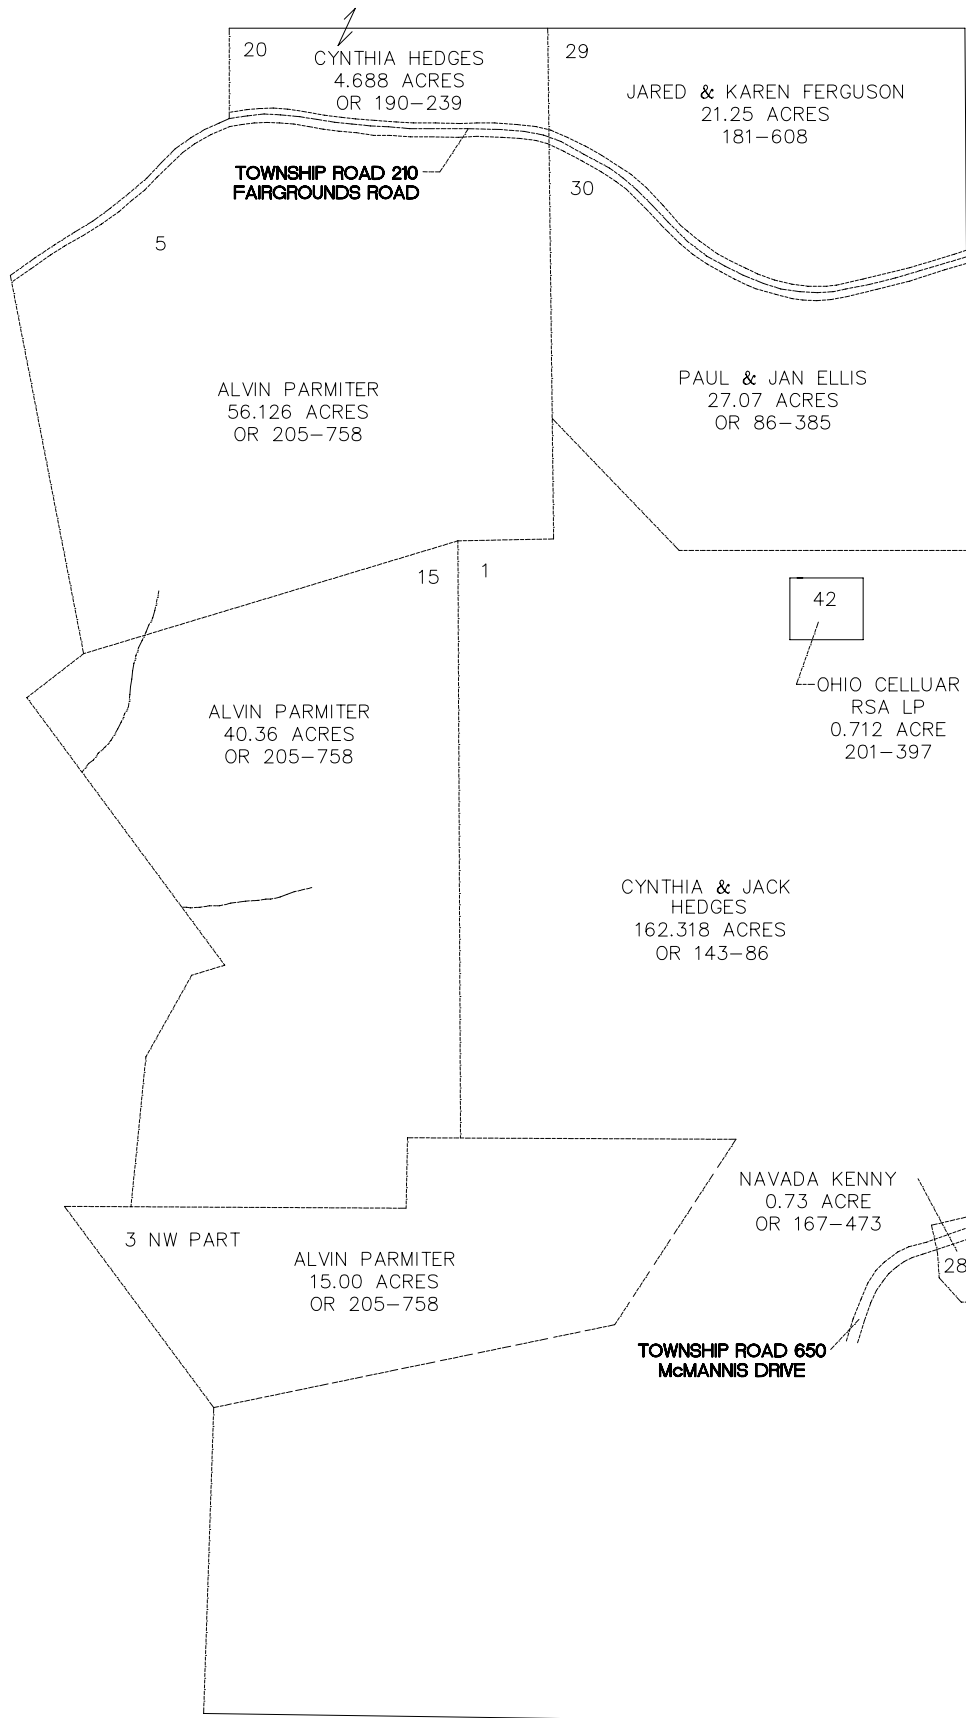 20
CYNTHIA HEDGES
4.688 ACRES
OR 190-239
29
JARED & KAREN FERGUSON
21.25 ACRES
181-608
TOWNSHIP ROAD 210
FAIRGROUNDS ROAD
30
5
ALVIN PARMITER
56.126 ACRES
OR 205-758
PAUL & JAN ELLIS
27.07 ACRES
OR 86-385
15
1
42
OHIO CELLUAR
RSA LP
0.712 ACRE
201-397
ALVIN PARMITER
40.36 ACRES
OR 205-758
CYNTHIA & JACK
HEDGES
162.318 ACRES
OR 143-86
NAVADA KENNY
0.73 ACRE
OR 167-473
28
3 NW PART
ALVIN PARMITER
15.00 ACRES
OR 205-758
TOWNSHIP ROAD 650
McMANNIS DRIVE